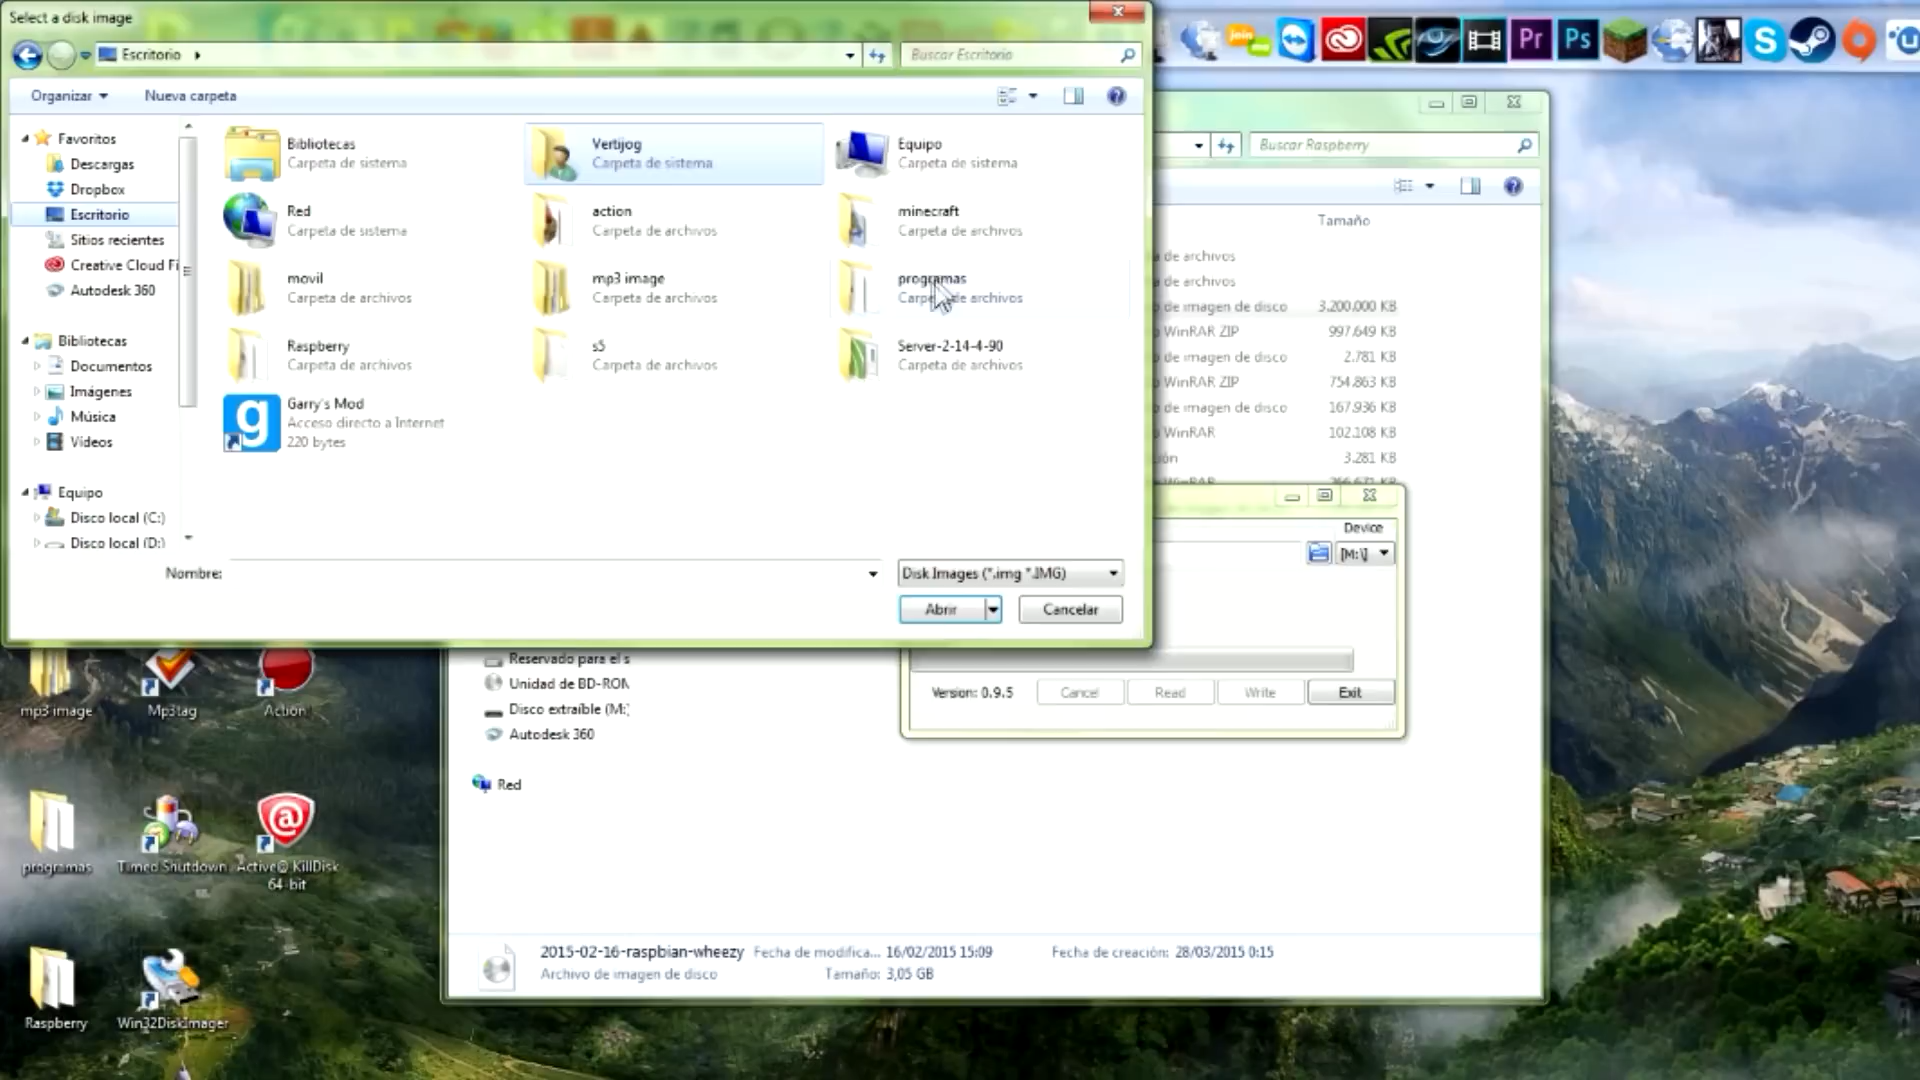 Select a disk image
Escritorio
Buscar Escritorio
Organizar
Nueva carpeta
Favoritos
Descargas
Dropbox
Escritorio
Sitios recientes
Creative Cloud Fi
Autodesk 360
Bibliotecas
Documentos
Imágenes
Música
Vídeos
Equipo
Disco local (C:)
Disco local (D:)
Bibliotecas
Carpeta de sistema
Vertijog
Carpeta de sistema
Equipo
Carpeta de sistema
Red
Carpeta de sistema
action
Carpeta de archivos
minecraft
Carpeta de archivos
movil
Carpeta de archivos
mp3 image
Carpeta de archivos
programas
Carpeta de archivos
Raspberry
Carpeta de archivos
s5
Carpeta de archivos
Server-2-14-4-90
Carpeta de archivos
Garry's Mod
Acceso directo a Internet
220 bytes
Nombre:
Disk Images (*.img *.IMG)
Abrir
Cancelar
join me
Pr
Ps
Buscar Raspberry
Tamaño
de archivos
de archivos
de imagen de disco 3.200.000 KB
WinRAR ZIP 997.649 KB
de imagen de disco 2.781 KB
WinRAR ZIP 754.863 KB
de imagen de disco 167.936 KB
WinRAR 102.108 KB
3.281 KB
Device
[M:\]
Version: 0.9.5
Cancel
Read
Write
Exit
Reservado para el s
Unidad de BD-ROM
Disco extraíble (M:)
Autodesk 360
Red
2015-02-16-raspbian-wheezy Fecha de modifica... 16/02/2015 15:09 Fecha de creación: 28/03/2015 0:15
Archivo de imagen de disco Tamaño: 3,05 GB
mp3 image
Mp3tag
Action!
programas
Timed Shutdown
Active@ KillDisk
64-bit
Raspberry
Win32DiskImager